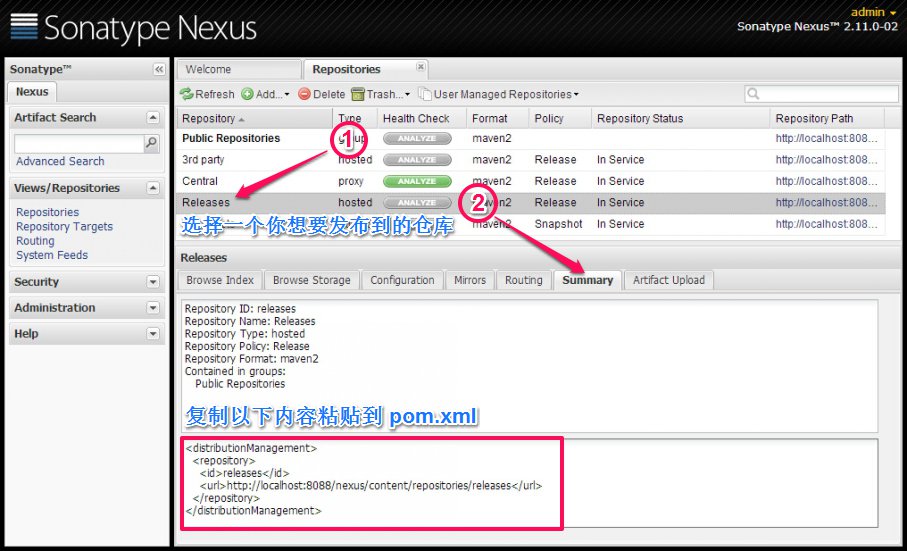 Sonatype Nexus
admin
Sonatype Nexus™ 2.11.0-02
Sonatype™
Nexus
Artifact Search
Advanced Search
Views/Repositories
Repositories
Repository Targets
Routing
System Feeds
Security
Administration
Help
Welcome
Repositories
Refresh Add... Delete Trash... User Managed Repositories
Repository Type Health Check Format Policy Repository Status Repository Path
Public Repositories group ANALYZE maven2 http://localhost:808...
3rd party hosted ANALYZE maven2 Release In Service http://localhost:808...
Central proxy ANALYZE maven2 Release In Service http://localhost:808...
Releases hosted ANALYZE maven2 Release In Service http://localhost:808...
maven2 Snapshot In Service http://localhost:808...
1
2
选择一个你想要发布到的仓库
Releases
Browse Index Browse Storage Configuration Mirrors Routing Summary Artifact Upload
Repository ID: releases
Repository Name: Releases
Repository Type: hosted
Repository Policy: Release
Repository Format: maven2
Contained in groups:
Public Repositories
复制以下内容粘贴到 pom.xml
<distributionManagement>
<repository>
<id>releases</id>
<url>http://localhost:8088/nexus/content/repositories/releases</url>
</repository>
</distributionManagement>